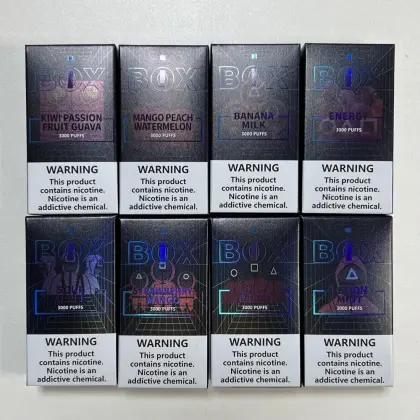 BOX
KIWI PASSION
FRUIT GUAVA
3000 PUFFS
WARNING
This product
contains nicotine.
Nicotine is an
addictive chemical.
BOX
MANGO PEACH
WATERMELON
3000 PUFFS
WARNING
This product
contains nicotine.
Nicotine is an
addictive chemical.
BOX
BANANA
MILK
3000 PUFFS
WARNING
This product
contains nicotine.
Nicotine is an
addictive chemical.
BOX
ENERGY
3000 PUFFS
WARNING
This product
contains nicotine.
Nicotine is an
addictive chemical.
BOX
3000 PUFFS
WARNING
This product
contains nicotine.
Nicotine is an
addictive chemical.
BOX
STRAWBERRY
MANGO
3000 PUFFS
WARNING
This product
contains nicotine.
Nicotine is an
addictive chemical.
BOX
3000 PUFFS
WARNING
This product
contains nicotine.
Nicotine is an
addictive chemical.
BOX
MINT
3000 PUFFS
WARNING
This product
contains nicotine.
Nicotine is an
addictive chemical.